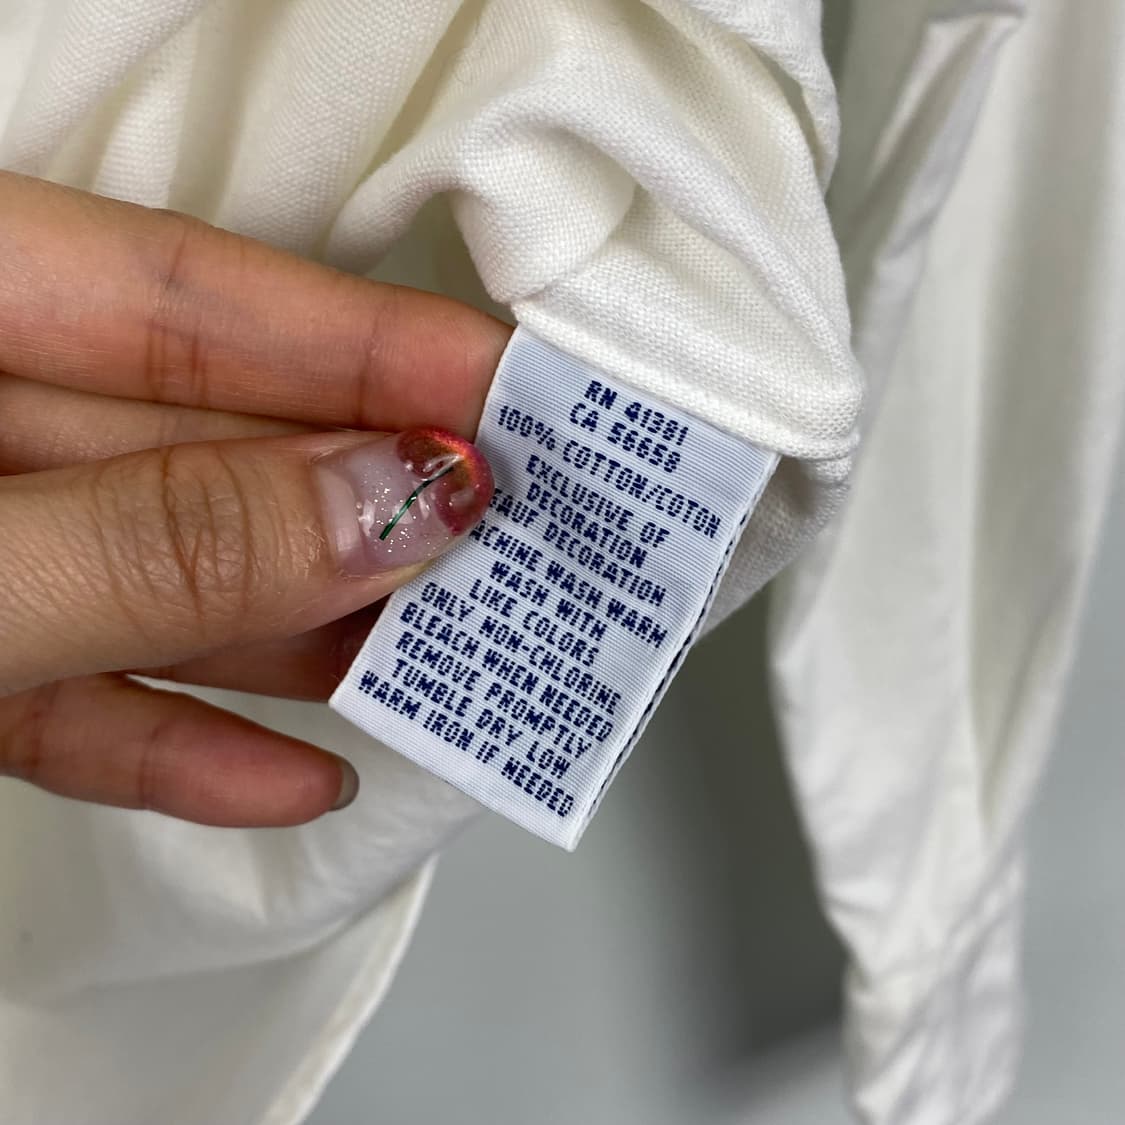 RN 41381
CA 56659
100% COTTON/COTON
EXCLUSIVE OF
DECORATION
SAUF DECORATION
MACHINE WASH WARM
WASH WITH
LIKE COLORS
ONLY NON-CHLORINE
BLEACH WHEN NEEDED
REMOVE PROMPTLY
TUMBLE DRY LOW
WARM IRON IF NEEDED